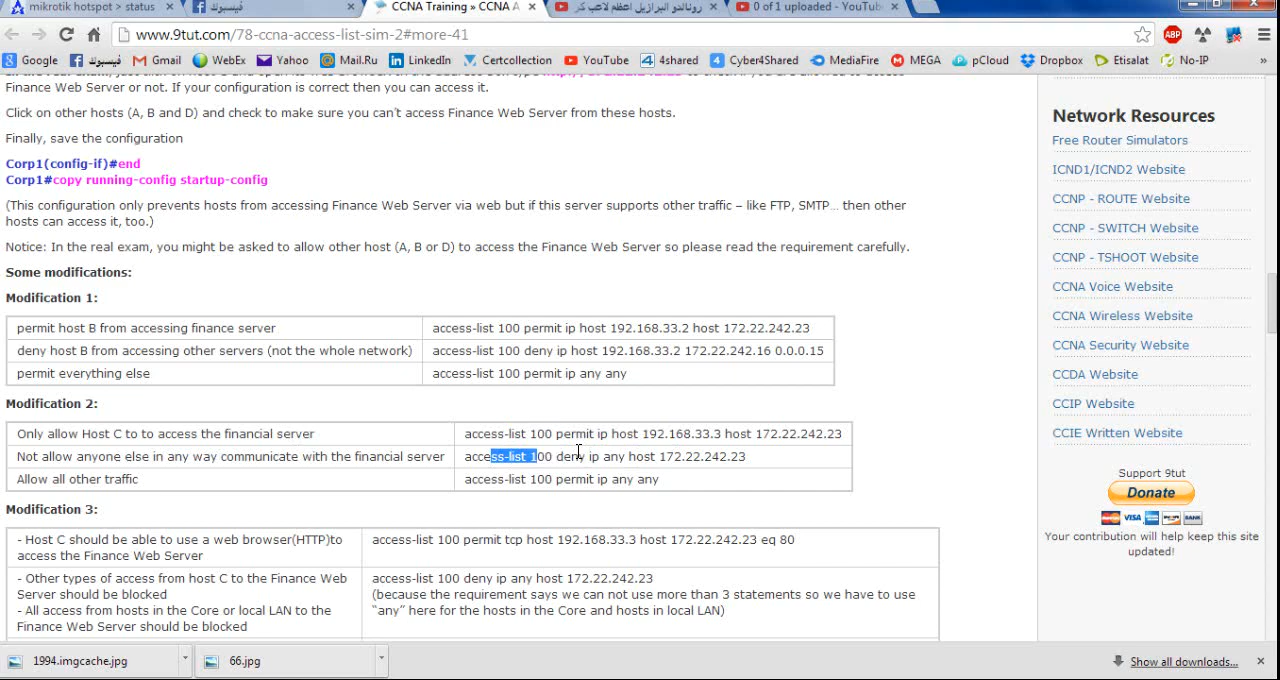 mikrotik hotspot > status
فيسبوك
CCNA Training » CCNA A
رونالدو البرازيل اعظم لاعب كر
0 of 1 uploaded - YouTub
www.9tut.com/78-ccna-access-list-sim-2#more-41
ABP
Google فيسبوك Gmail WebEx Yahoo Mail.Ru LinkedIn Certcollection YouTube 4shared Cyber4Shared MediaFire MEGA pCloud Dropbox Etisalat No-IP »
Finance Web Server or not. If your configuration is correct then you can access it.
Click on other hosts (A, B and D) and check to make sure you can't access Finance Web Server from these hosts.
Finally, save the configuration
Corp1(config-if)#end
Corp1#copy running-config startup-config
(This configuration only prevents hosts from accessing Finance Web Server via web but if this server supports other traffic – like FTP, SMTP… then other
hosts can access it, too.)
Notice: In the real exam, you might be asked to allow other host (A, B or D) to access the Finance Web Server so please read the requirement carefully.
Some modifications:
Modification 1:
permit host B from accessing finance server access-list 100 permit ip host 192.168.33.2 host 172.22.242.23
deny host B from accessing other servers (not the whole network) access-list 100 deny ip host 192.168.33.2 172.22.242.16 0.0.0.15
permit everything else access-list 100 permit ip any any
Modification 2:
Only allow Host C to to access the financial server access-list 100 permit ip host 192.168.33.3 host 172.22.242.23
Not allow anyone else in any way communicate with the financial server access-list 100 deny ip any host 172.22.242.23
Allow all other traffic access-list 100 permit ip any any
Modification 3:
- Host C should be able to use a web browser(HTTP)to
access the Finance Web Server
access-list 100 permit tcp host 192.168.33.3 host 172.22.242.23 eq 80
- Other types of access from host C to the Finance Web
Server should be blocked
- All access from hosts in the Core or local LAN to the
Finance Web Server should be blocked
access-list 100 deny ip any host 172.22.242.23
(because the requirement says we can not use more than 3 statements so we have to use
"any" here for the hosts in the Core and hosts in local LAN)
Network Resources
Free Router Simulators
ICND1/ICND2 Website
CCNP - ROUTE Website
CCNP - SWITCH Website
CCNP - TSHOOT Website
CCNA Voice Website
CCNA Wireless Website
CCNA Security Website
CCDA Website
CCIP Website
CCIE Written Website
Support 9tut
Donate
VISA
BANK
Your contribution will help keep this site
updated!
1994.imgcache.jpg
66.jpg
Show all downloads...